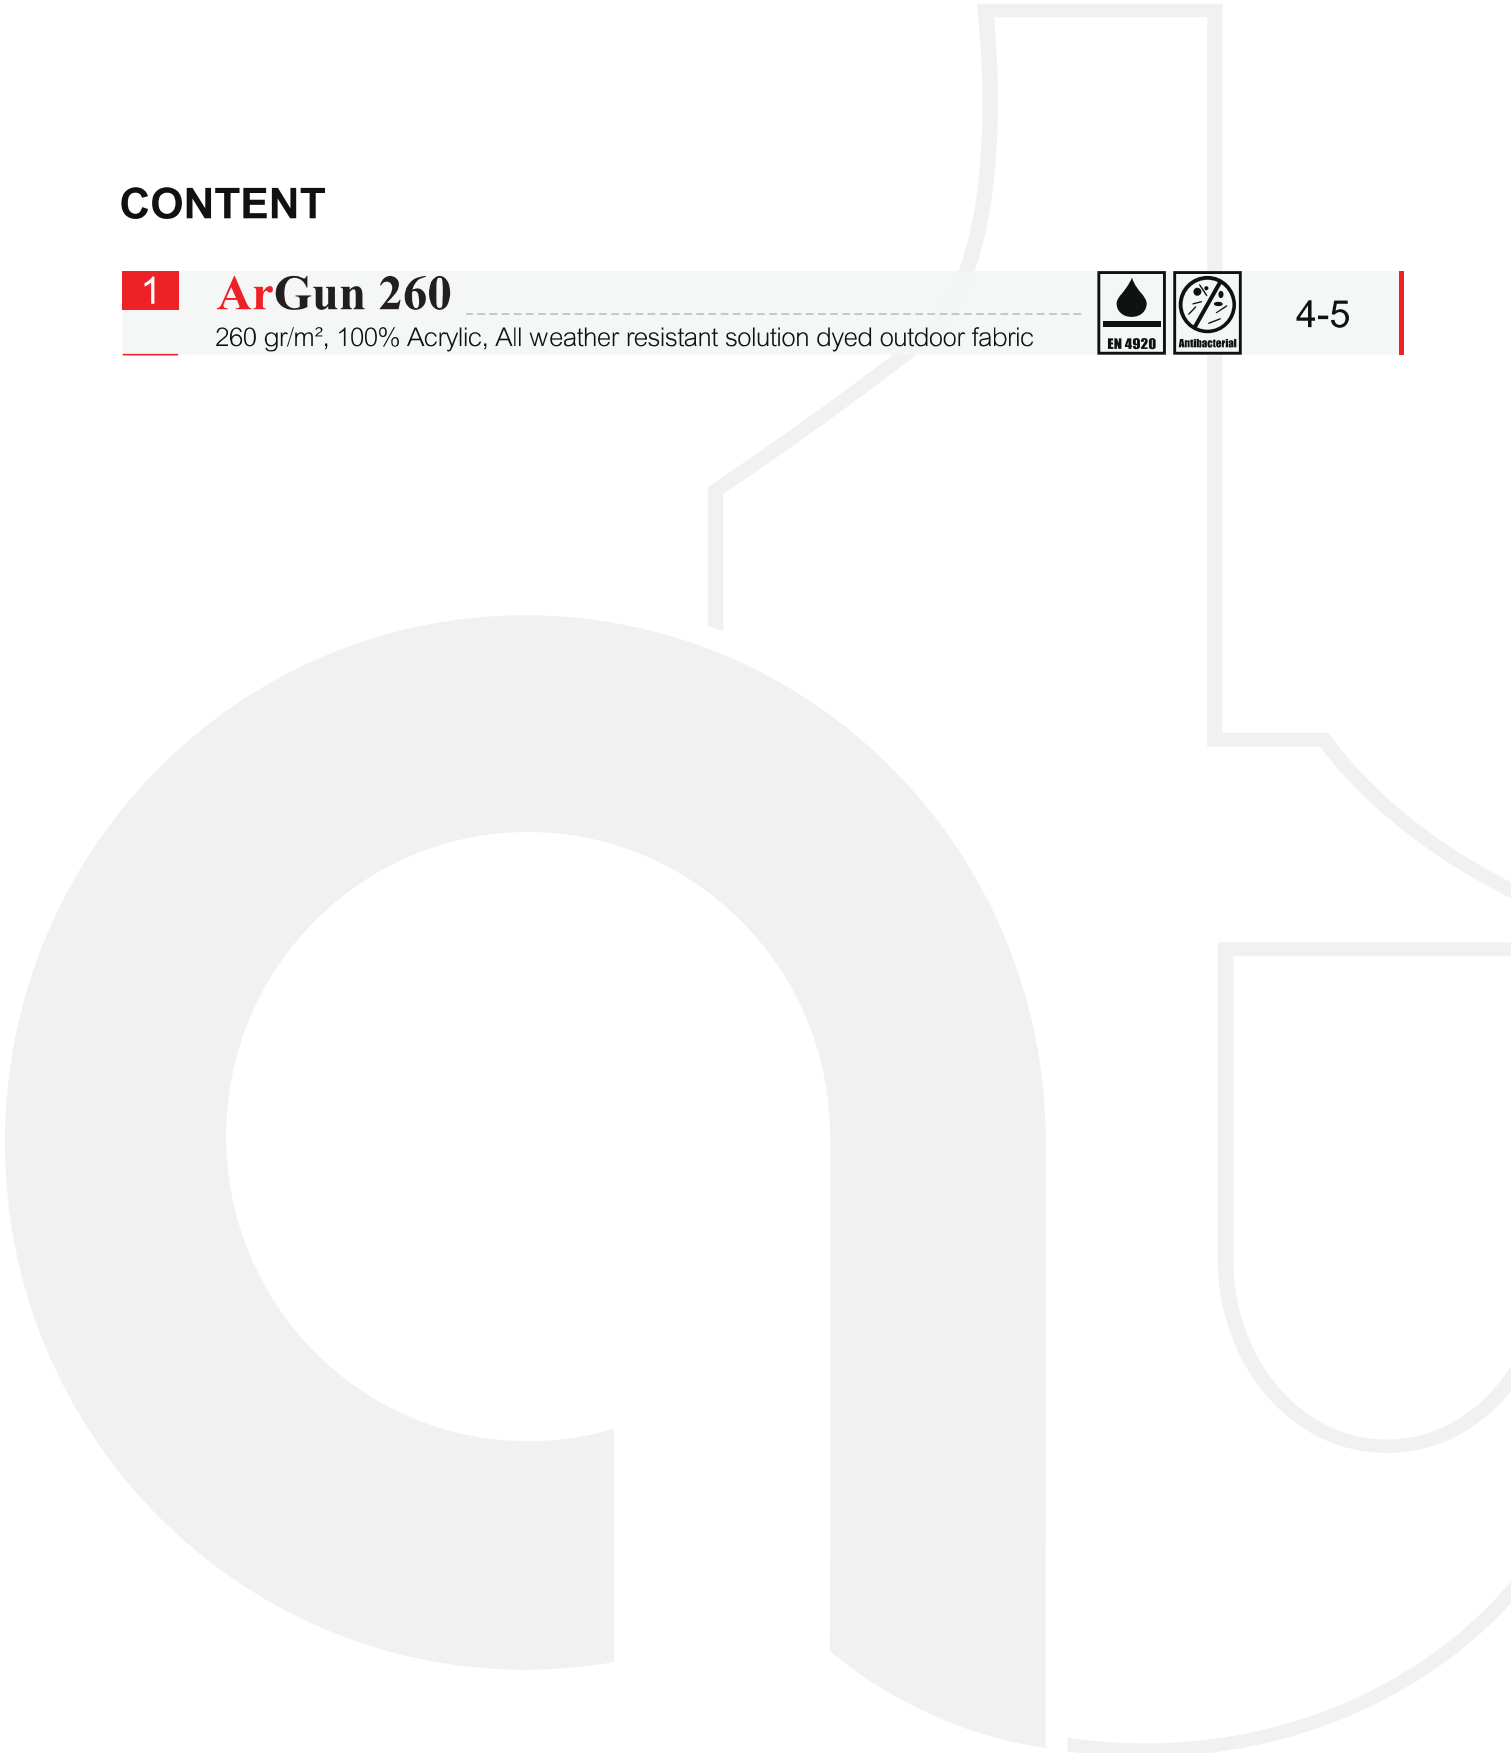 CONTENT
1
ArGun 260
260 gr/m², 100% Acrylic, All weather resistant solution dyed outdoor fabric
EN 4920
Antibacterial
4-5